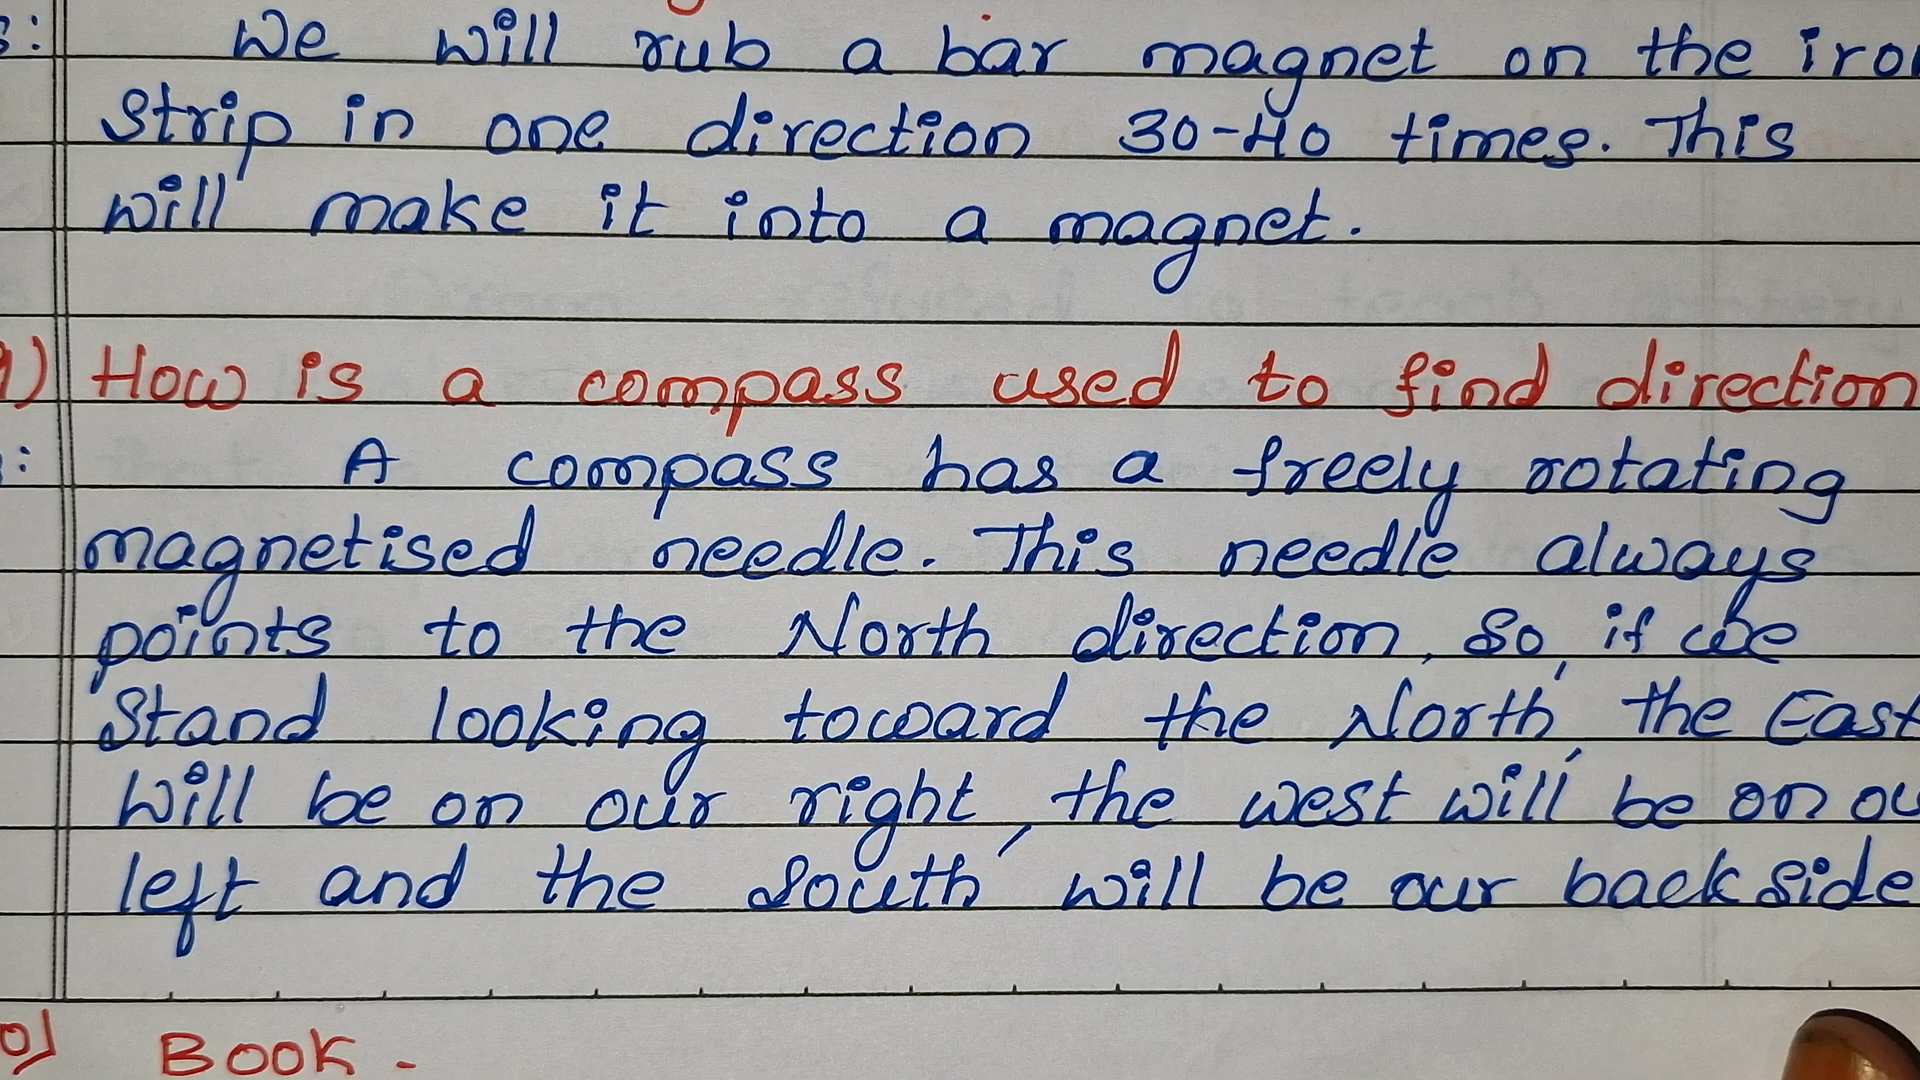 s: We will rub a bar magnet on the iro
strip in one direction 30-40 times. This
will make it into a magnet.
) How is a compass used to find direction
: A compass has a freely rotating
magnetised needle. This needle always
points to the North direction, So, if we
stand looking toward the North, the East
will be on our right, the west will be on ou
left and the south will be our back side
0) BOOK -